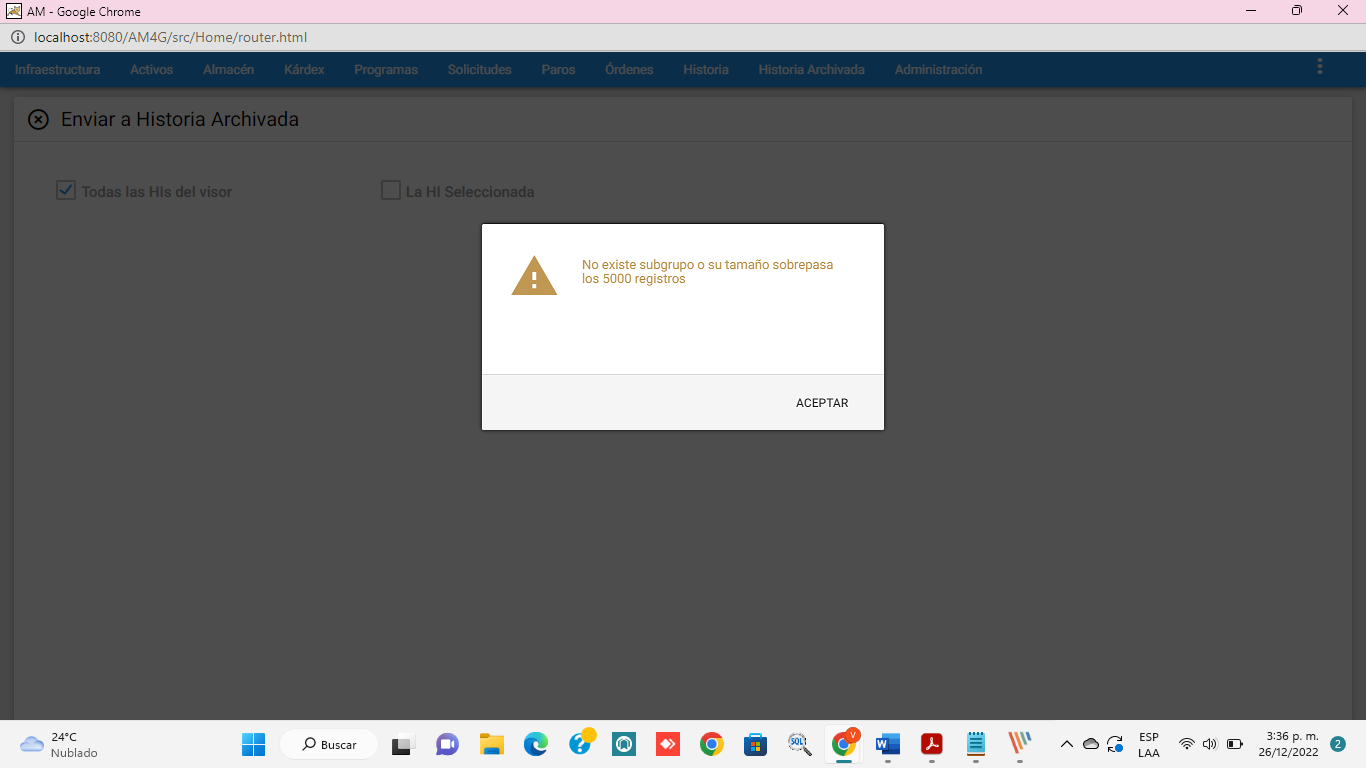 AM - Google Chrome
localhost:8080/AM4G/src/Home/router.html
Infraestructura Activos Almacén Kárdex Programas Solicitudes Paros Órdenes Historia Historia Archivada Administración
Enviar a Historia Archivada
Todas las HIs del visor La HI Seleccionada
No existe subgrupo o su tamaño sobrepasa
los 5000 registros
ACEPTAR
24°C
Nublado
Buscar
SQL
V
ESP
LAA
3:36 p. m.
26/12/2022
2